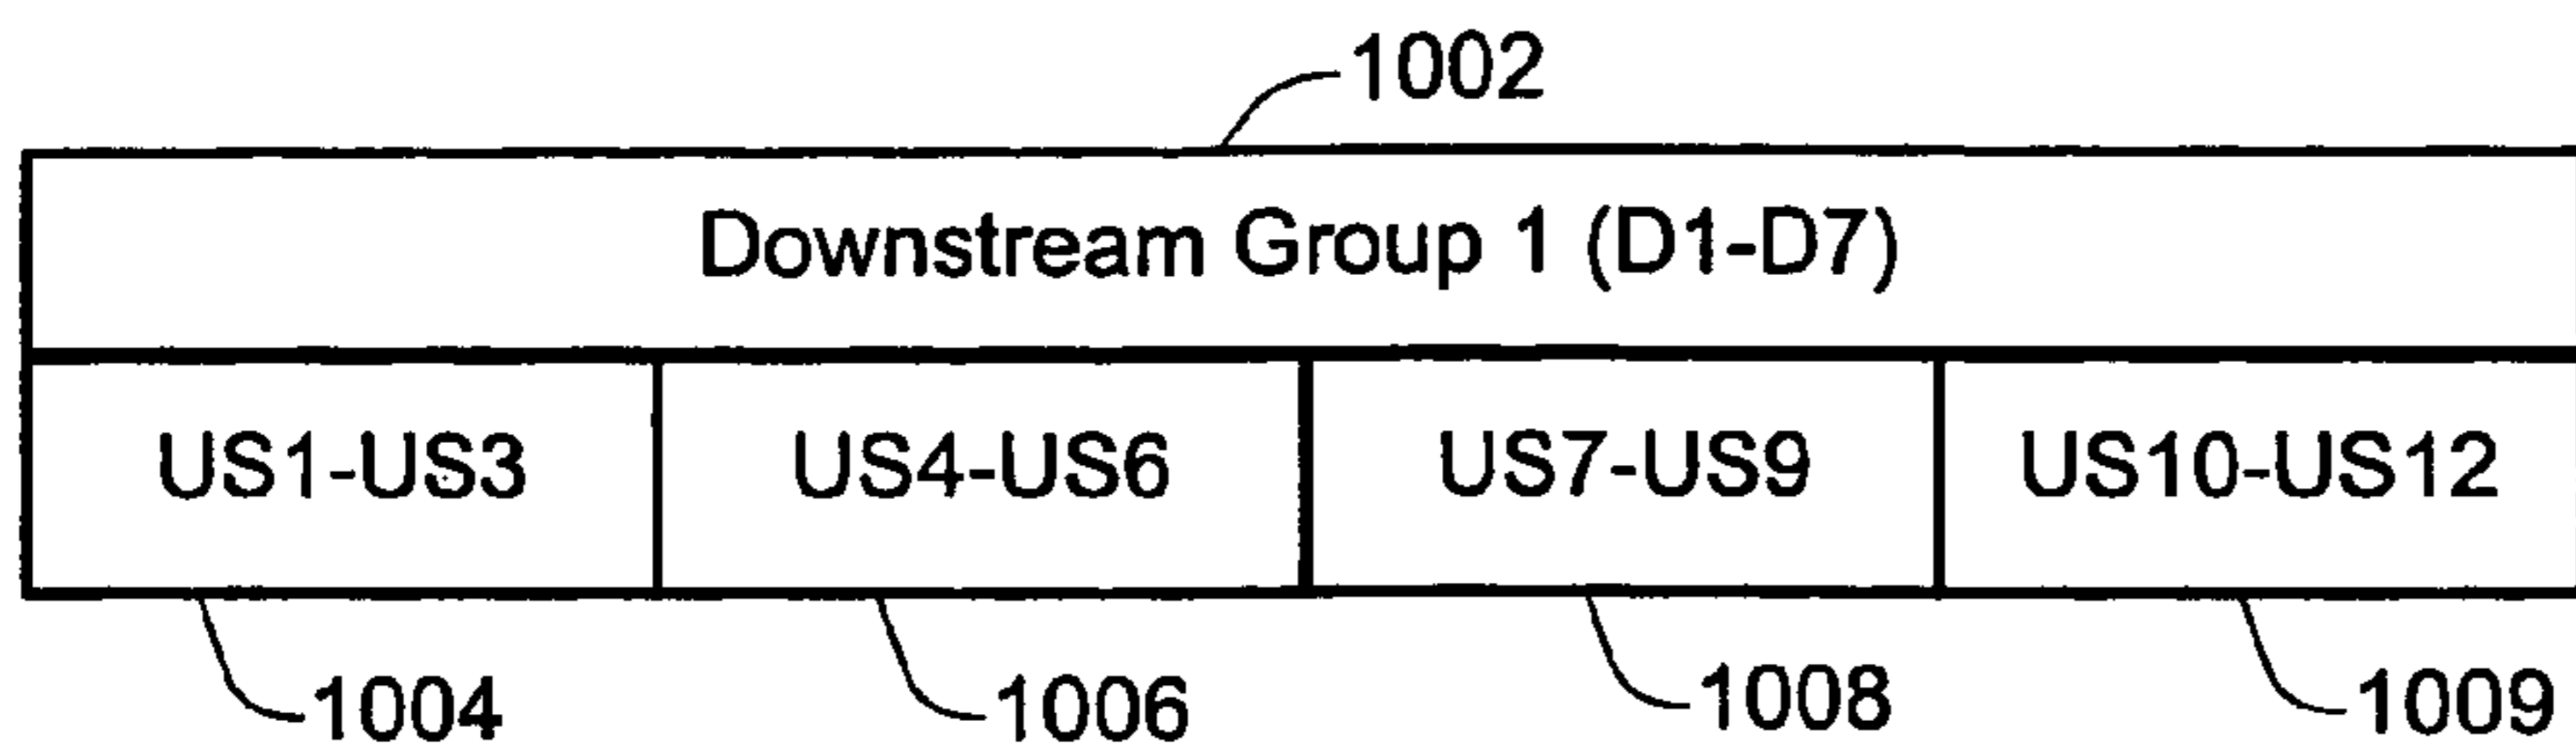 1002
Downstream Group 1 (D1-D7)
US1-US3 US4-US6 US7-US9 US10-US12
1004 1006 1008 1009